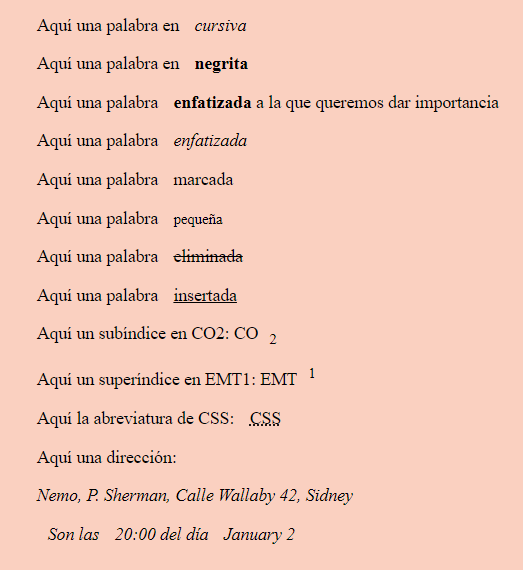 Aquí una palabra en cursiva
Aquí una palabra en negrita
Aquí una palabra enfatizada a la que queremos dar importancia
Aquí una palabra enfatizada
Aquí una palabra marcada
Aquí una palabra pequeña
Aquí una palabra eliminada
Aquí una palabra insertada
Aquí un subíndice en CO2: CO 2
Aquí un superíndice en EMT1: EMT 1
Aquí la abreviatura de CSS: CSS
Aquí una dirección:
Nemo, P. Sherman, Calle Wallaby 42, Sidney
Son las 20:00 del día January 2